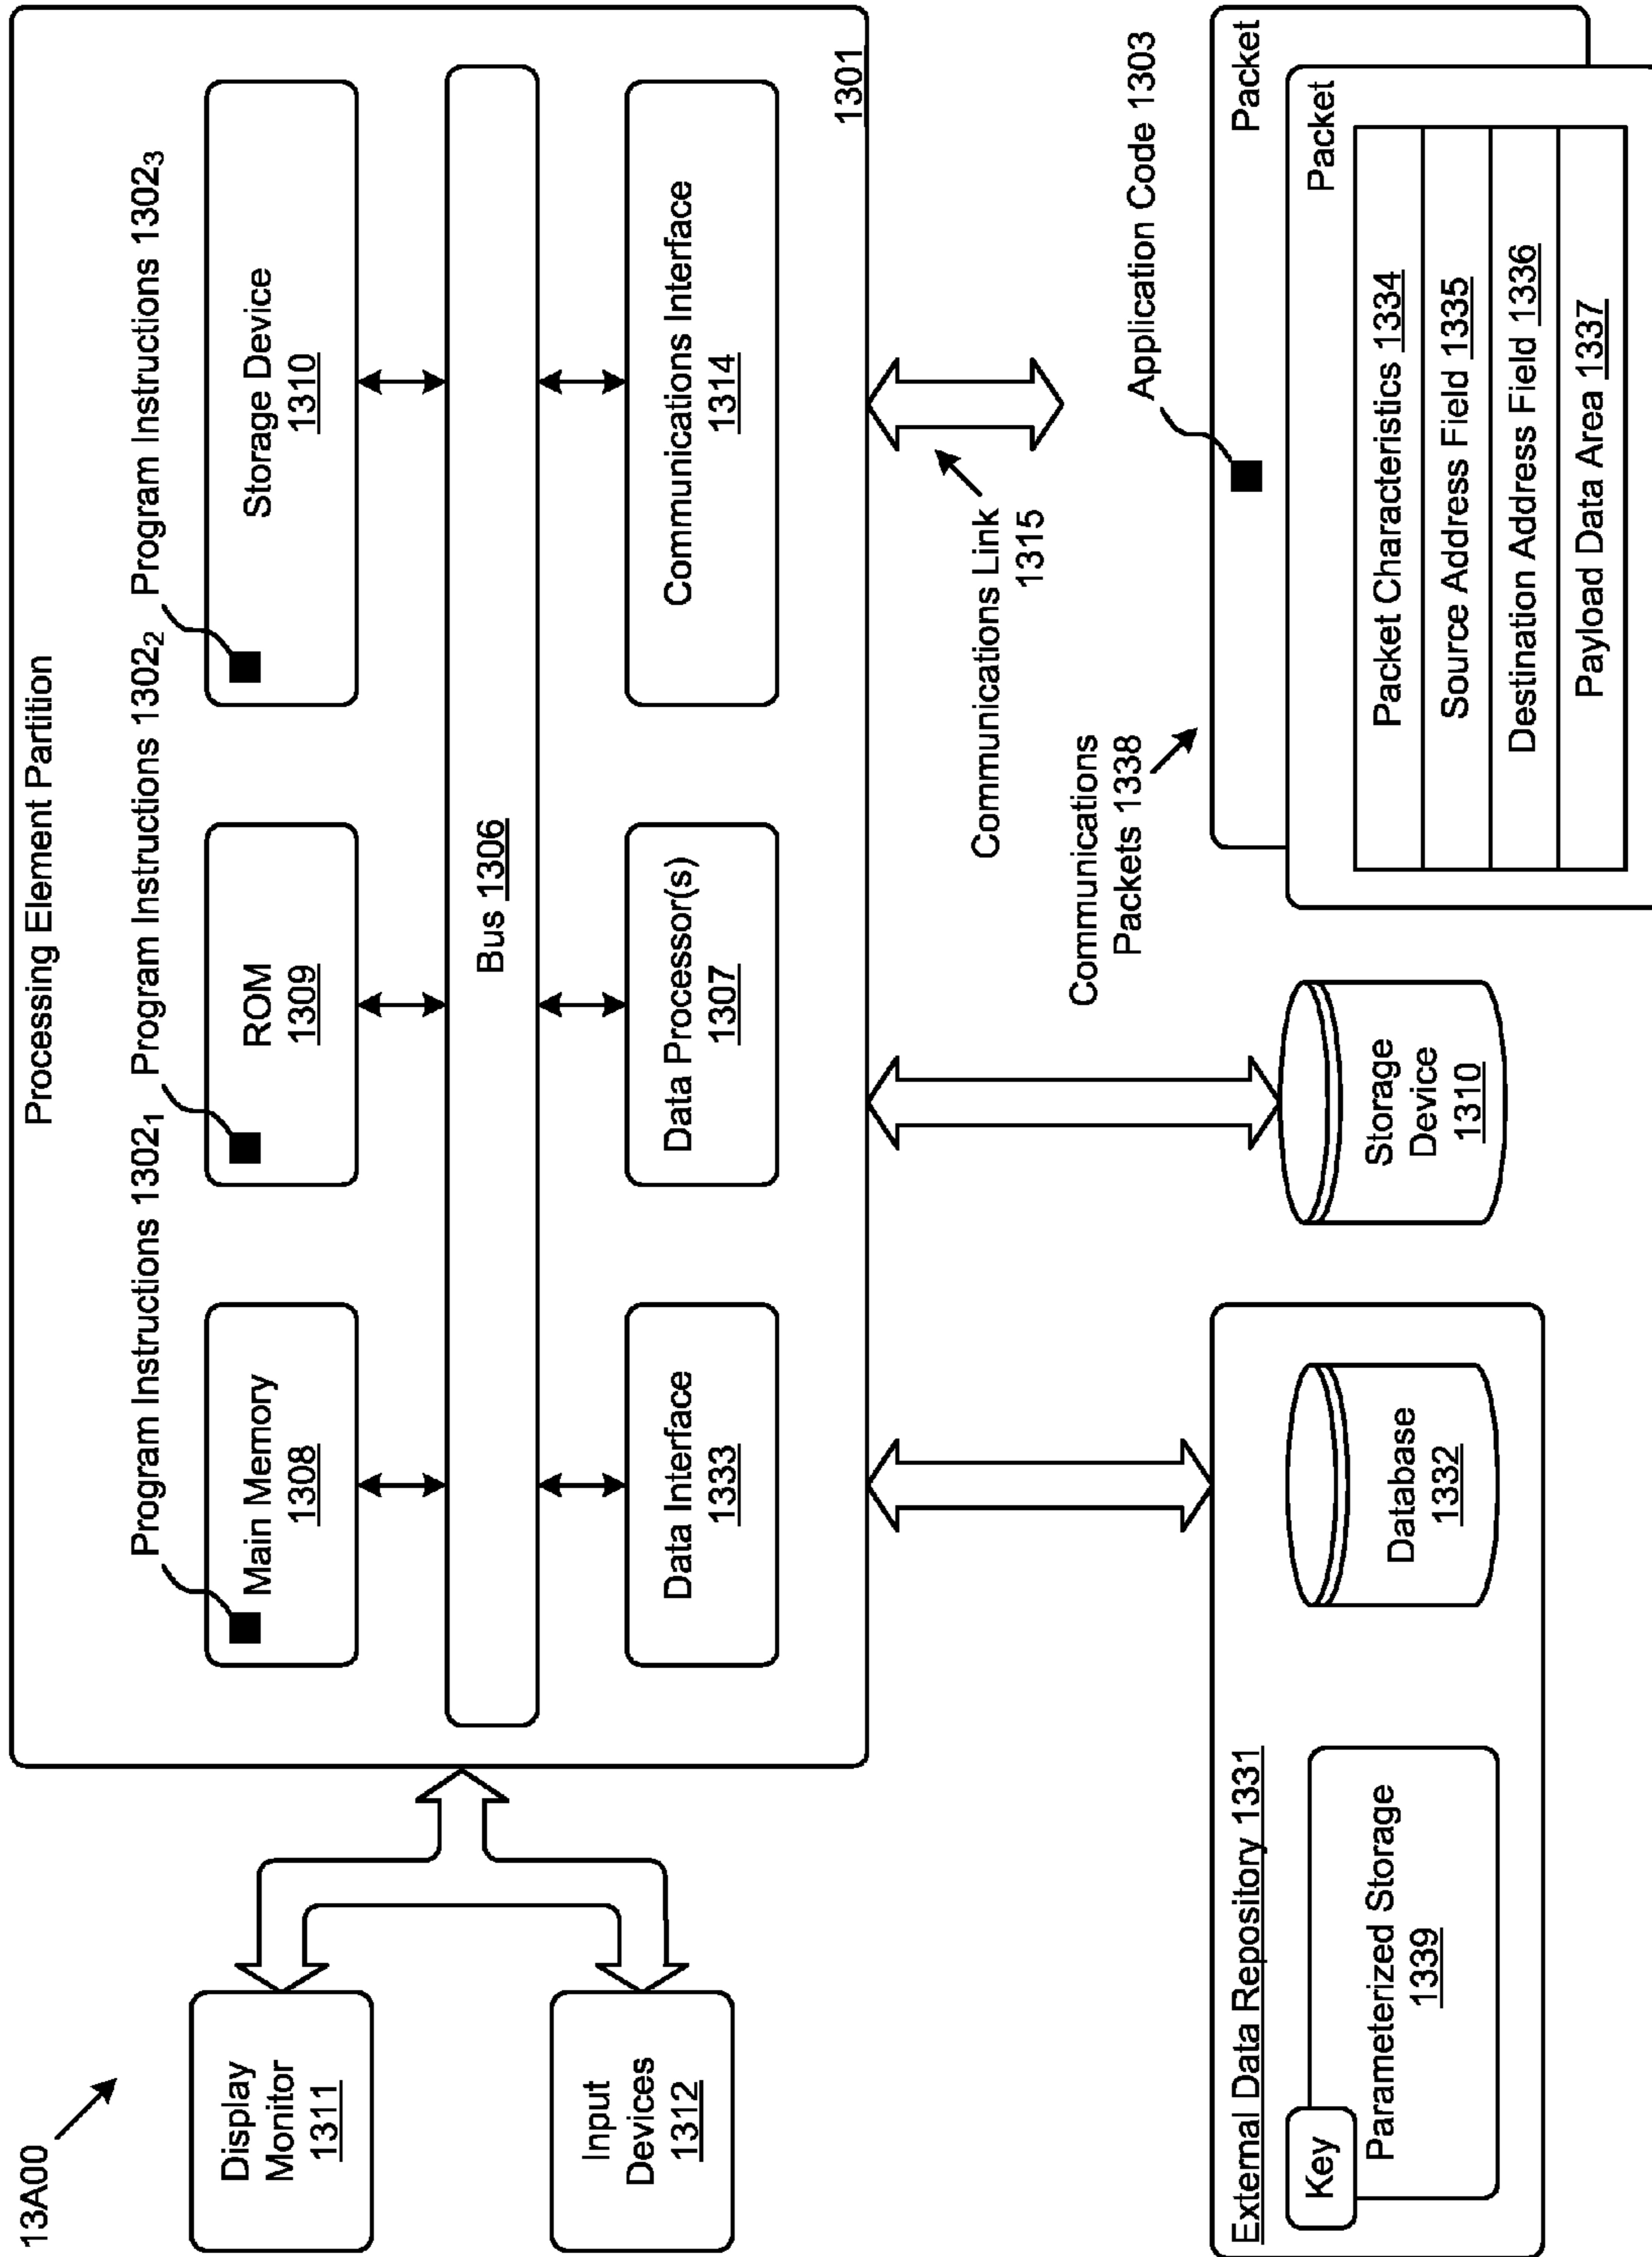 13A00
Processing Element Partition
Program Instructions 1302₁
Program Instructions 1302₂
Program Instructions 1302₃
Main Memory
1308
ROM
1309
Storage Device
1310
Display
Monitor
1311
Bus 1306
Input
Devices
1312
Data Interface
1333
Data Processor(s)
1307
Communications Interface
1314
1301
Communications Link
1315
Communications
Packets 1338
Application Code 1303
External Data Repository 1331
Key
Parameterized Storage
1339
Database
1332
Storage
Device
1310
Packet
Packet
Packet Characteristics 1334
Source Address Field 1335
Destination Address Field 1336
Payload Data Area 1337